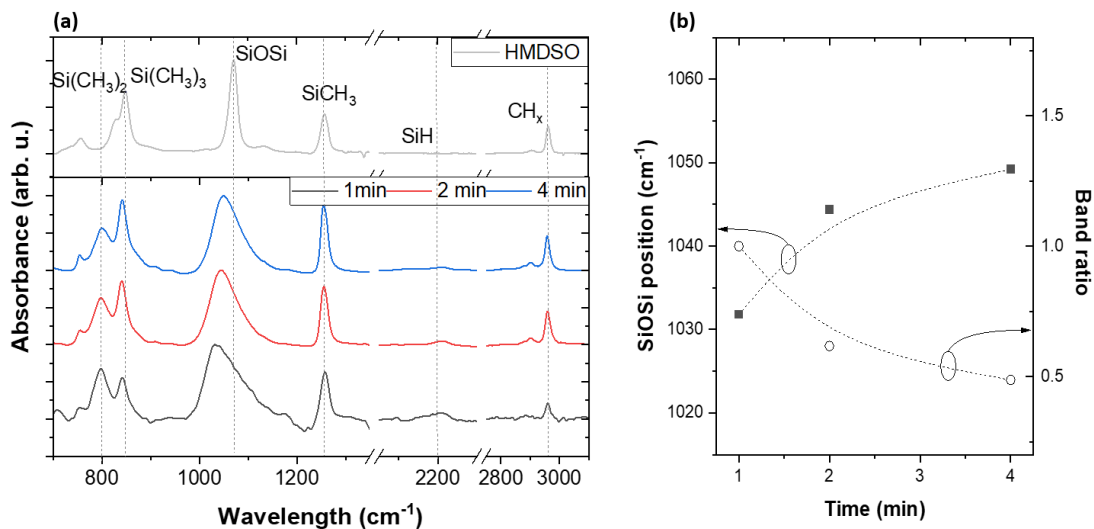 (a)
HMDSO
SiOSi
Si(CH₃)₂
Si(CH₃)₃
SiCH₃
SiH
CHₓ
1min
2 min
4 min
Absorbance (arb. u.)
800
1000
1200
2200
2800
3000
Wavelength (cm⁻¹)
(b)
1060
1050
1040
1030
1020
SiOSi position (cm⁻¹)
1.5
1.0
0.5
Band ratio
1
2
3
4
Time (min)